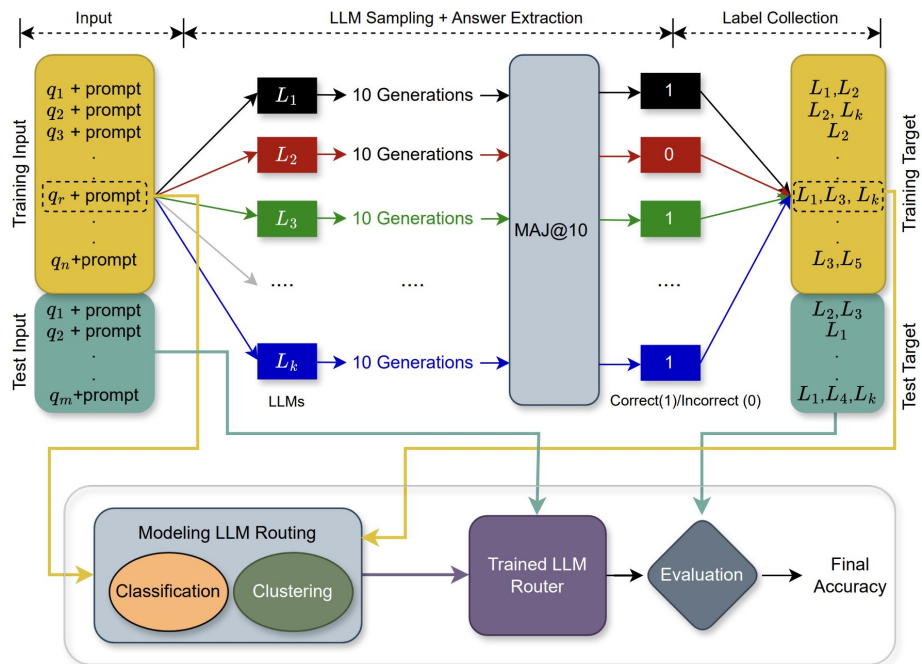 Input
LLM Sampling + Answer Extraction
Label Collection
Training Input
q₁ + prompt
q₂ + prompt
q₃ + prompt
.
.
qᵣ + prompt
.
.
qₙ+prompt
Test Input
q₁ + prompt
q₂ + prompt
.
.
qₘ+prompt
L₁
10 Generations
L₂
10 Generations
L₃
10 Generations
....
....
Lₖ
10 Generations
LLMs
MAJ@10
1
0
1
....
1
Correct(1)/Incorrect (0)
Training Target
L₁,L₂
L₂, Lₖ
L₂
.
.
L₁,L₃, Lₖ
.
.
L₃,L₅
Test Target
L₂,L₃
L₁
.
.
L₁,L₄,Lₖ
Modeling LLM Routing
Classification
Clustering
Trained LLM
Router
Evaluation
Final
Accuracy